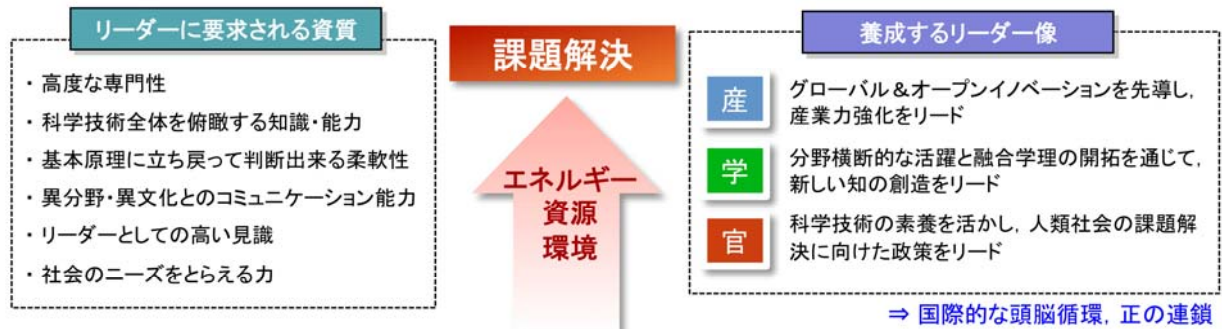 リーダーに要求される資質
・高度な専門性
・科学技術全体を俯瞰する知識・能力
・基本原理に立ち戻って判断出来る柔軟性
・異分野・異文化とのコミュニケーション能力
・リーダーとしての高い見識
・社会のニーズをとらえる力
課題解決
エネルギー
資源
環境
養成するリーダー像
産
グローバル&オープンイノベーションを先導し,
産業力強化をリード
学
分野横断的な活躍と融合学理の開拓を通じて,
新しい知の創造をリード
官
科学技術の素養を活かし, 人類社会の課題解
決に向けた政策をリード
⇒ 国際的な頭脳循環, 正の連鎖